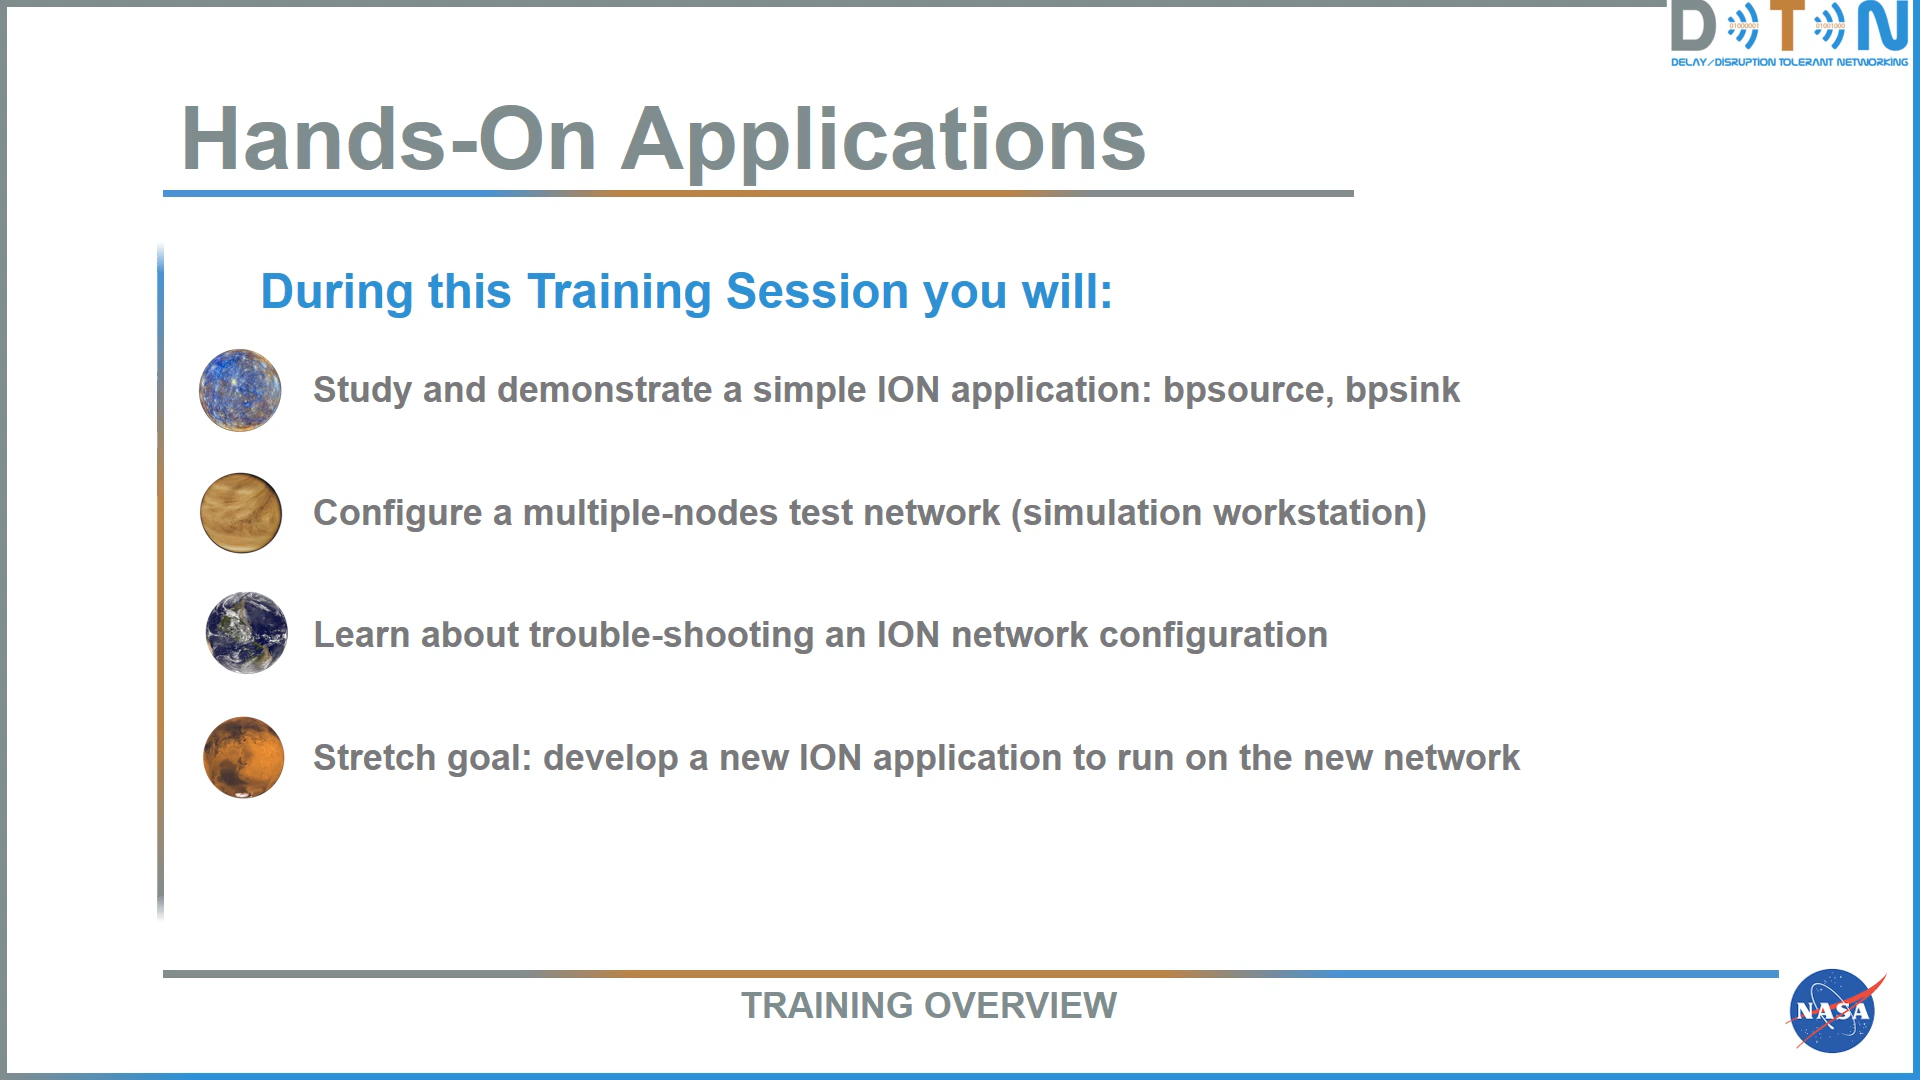 DTN
DELAY/DISRUPTION TOLERANT NETWORKING
Hands-On Applications
During this Training Session you will:
Study and demonstrate a simple ION application: bpsource, bpsink
Configure a multiple-nodes test network (simulation workstation)
Learn about trouble-shooting an ION network configuration
Stretch goal: develop a new ION application to run on the new network
TRAINING OVERVIEW
NASA